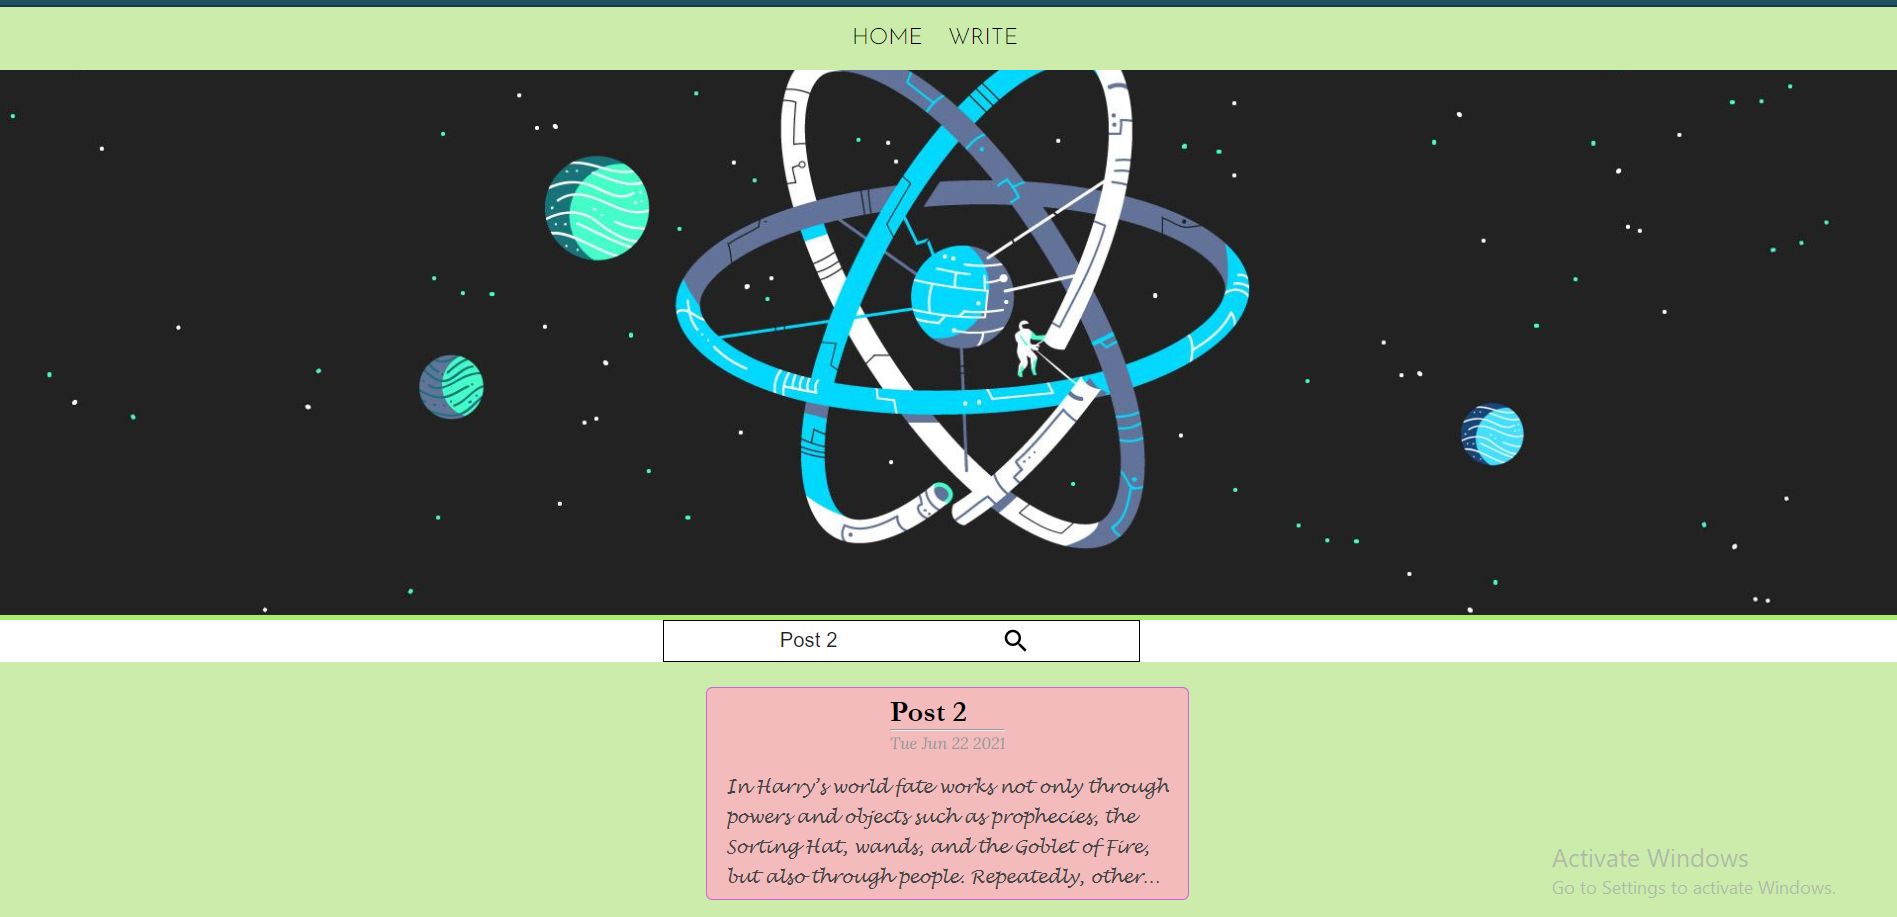 HOME WRITE
Post 2
Post 2
Tue Jun 22 2021
In Harry's world fate works not only through
powers and objects such as prophecies, the
Sorting Hat, wands, and the Goblet of Fire,
but also through people. Repeatedly, other...
Activate Windows
Go to Settings to activate Windows.